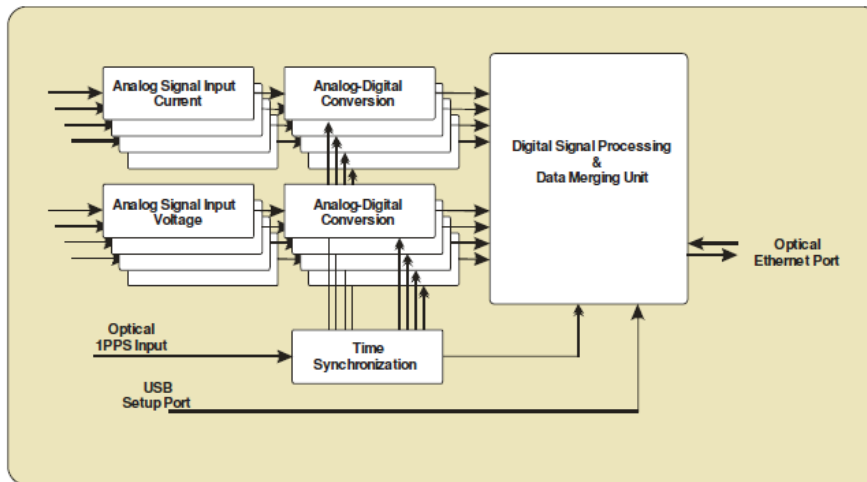 Analog Signal Input
Current
Analog-Digital
Conversion
Digital Signal Processing
&
Data Merging Unit
Analog Signal Input
Voltage
Analog-Digital
Conversion
Optical
Ethernet Port
Optical
1PPS Input
Time
Synchronization
USB
Setup Port